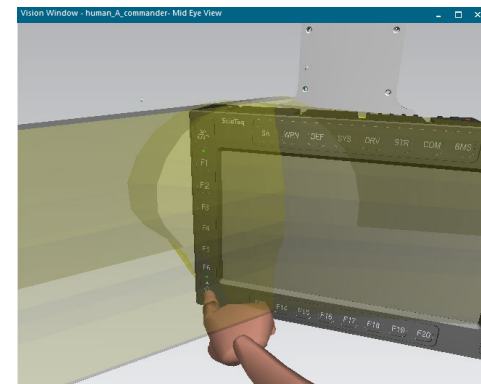 Vision Window - human_A_commander- Mid Eye View
ScioTeq
SA WPN DEF SYS DRV STR COM BMS
F1
F2
F3
F4
F5
F6
F14 F15 F16 F17 F18 F19 F20